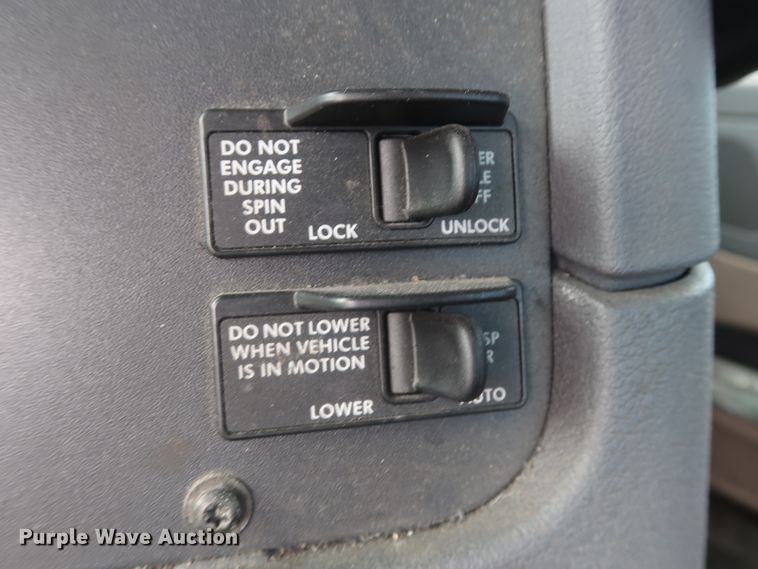 DO NOT
ENGAGE
DURING
SPIN
OUT
LOCK
UNLOCK
DO NOT LOWER
WHEN VEHICLE
IS IN MOTION
LOWER
Purple Wave Auction